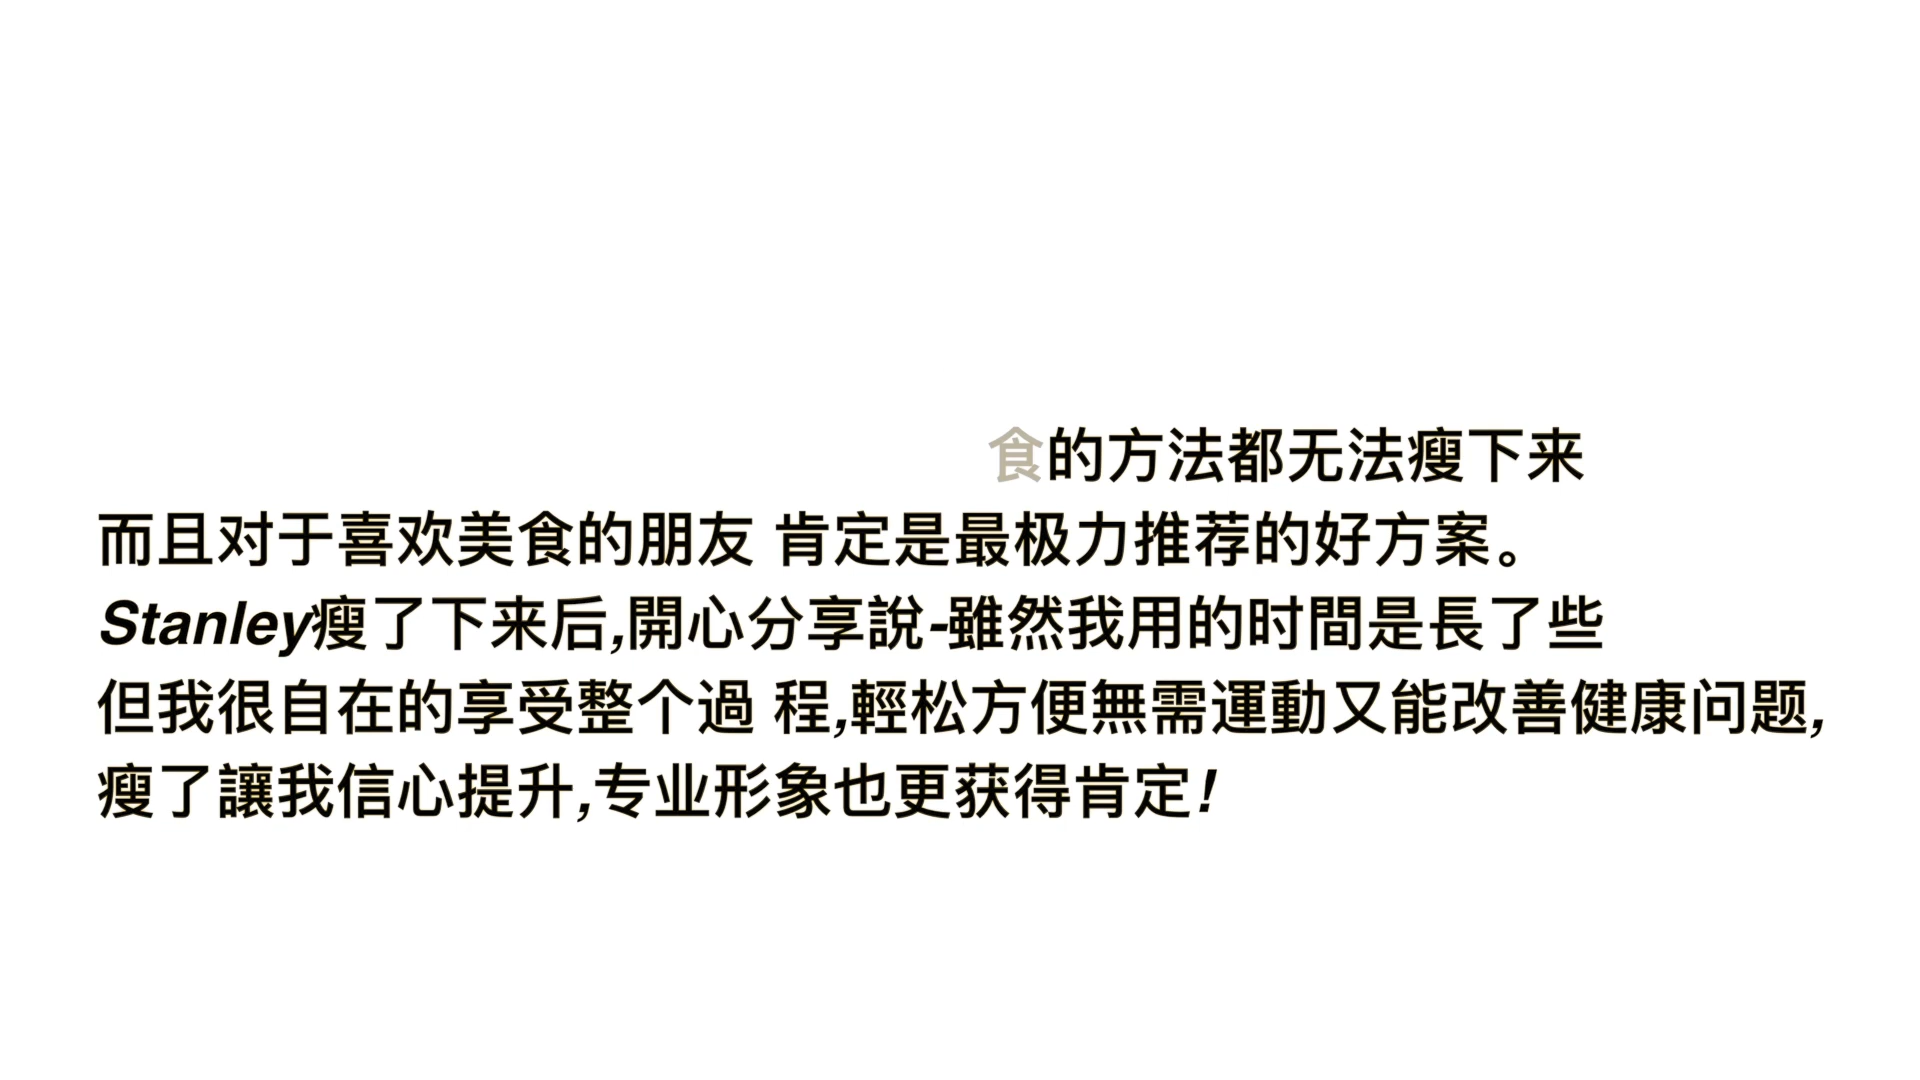 食的方法都无法瘦下来
而且对于喜欢美食的朋友 肯定是最极力推荐的好方案。
Stanley瘦了下来后,開心分享說-雖然我用的时間是長了些
但我很自在的享受整个過 程,輕松方便無需運動又能改善健康问题,
瘦了讓我信心提升,专业形象也更获得肯定!